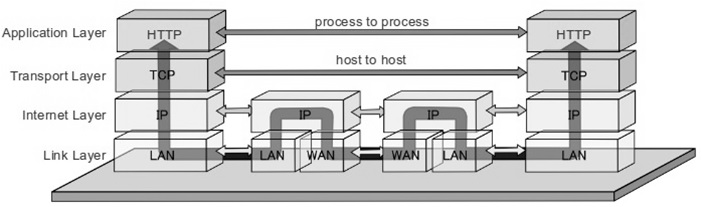 Application Layer HTTP process to process HTTP
Transport Layer TCP host to host TCP
Internet Layer IP IP IP IP
Link Layer LAN LAN WAN WAN LAN LAN